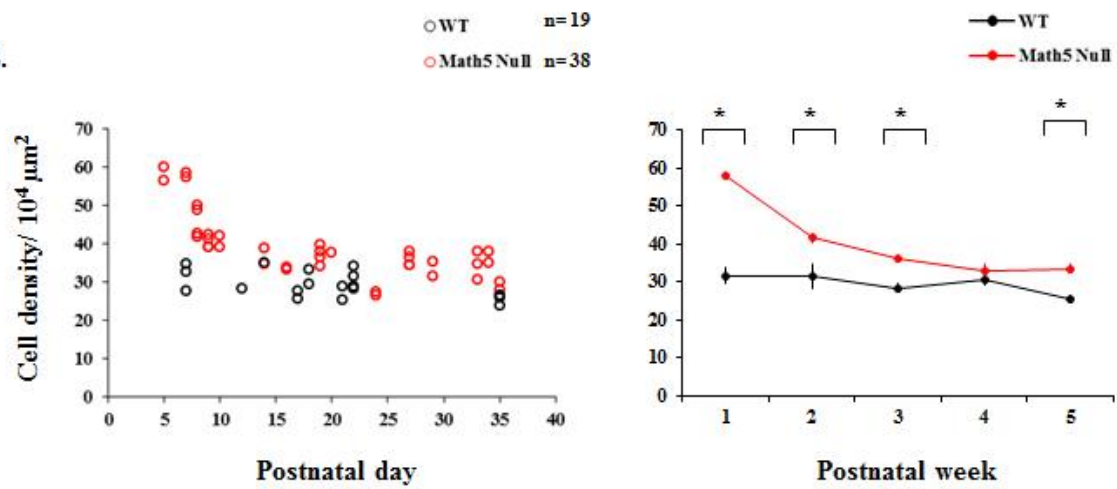 WT n=19
Math5 Null n=38
Cell density/ 10⁴ µm²
70
60
50
40
30
20
10
0
0 5 10 15 20 25 30 35 40
Postnatal day
WT
Math5 Null
* * * *
70
60
50
40
30
20
10
0
1 2 3 4 5
Postnatal week